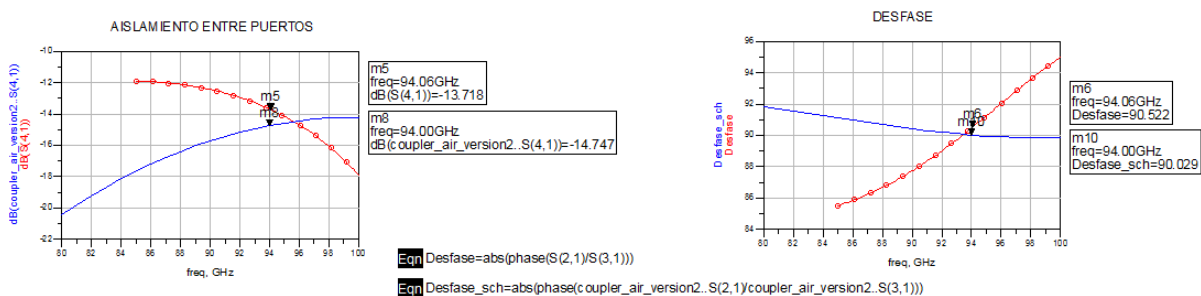 AISLAMIENTO ENTRE PUERTOS
dB(coupler_air_version2..S(4,1))
dB(S(4,1))
-10
-12
-14
-16
-18
-20
-22
m5
m8
80
82
84
86
88
90
92
94
96
98
100
freq, GHz
m5
freq=94.06GHz
dB(S(4,1))=-13.718
m8
freq=94.00GHz
dB(coupler_air_version2..S(4,1))=-14.747
DESFASE
Desfase_sch
Desfase
96
94
92
90
88
86
84
m6
80
82
84
86
88
90
92
94
96
98
100
freq, GHz
m6
freq=94.06GHz
Desfase=90.522
m10
freq=94.00GHz
Desfase_sch=90.029
Eqn Desfase=abs(phase(S(2,1)/S(3,1)))
Eqn Desfase_sch=abs(phase(coupler_air_version2..S(2,1)/coupler_air_version2..S(3,1)))